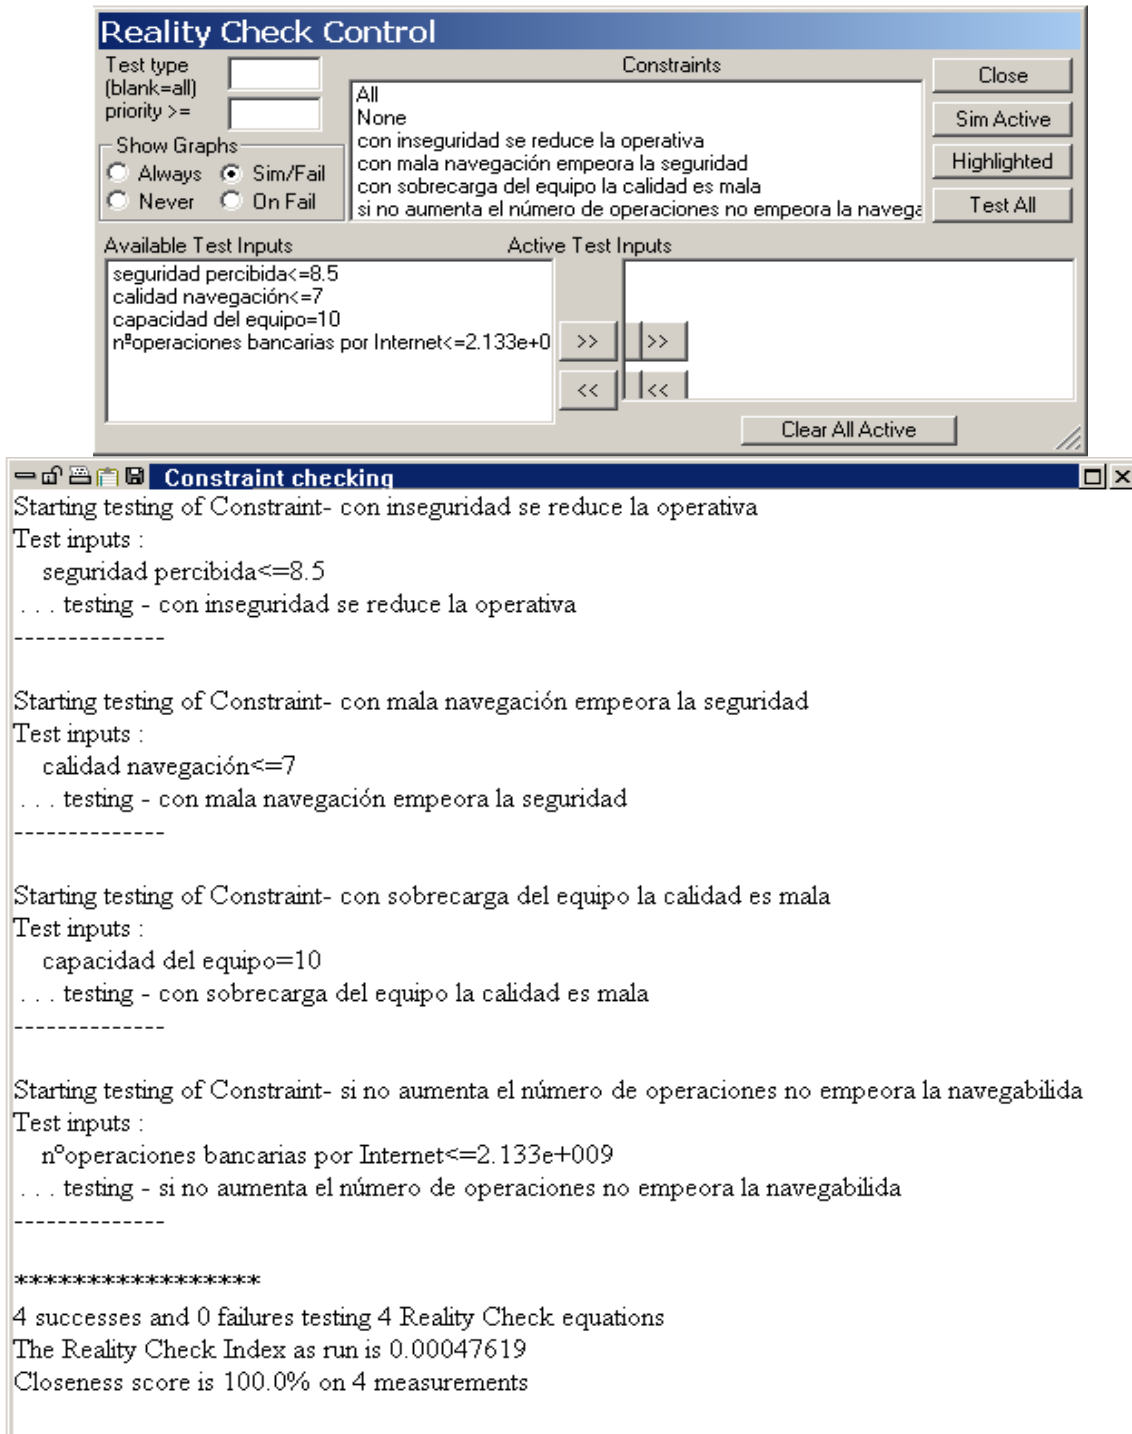 Reality Check Control
Test type
(blank=all)
priority >=
Show Graphs
Always Sim/Fail
Never On Fail
Constraints
All
None
con inseguridad se reduce la operativa
con mala navegación empeora la seguridad
con sobrecarga del equipo la calidad es mala
si no aumenta el número de operaciones no empeora la navega
Close
Sim Active
Highlighted
Test All
Available Test Inputs
Active Test Inputs
seguridad percibida<=8.5
calidad navegación<=7
capacidad del equipo=10
nºoperaciones bancarias por Internet<=2.133e+0
>> >>
<< <<
Clear All Active
Constraint checking
Starting testing of Constraint- con inseguridad se reduce la operativa
Test inputs :
seguridad percibida<=8.5
. . . testing - con inseguridad se reduce la operativa
--------------
Starting testing of Constraint- con mala navegación empeora la seguridad
Test inputs :
calidad navegación<=7
. . . testing - con mala navegación empeora la seguridad
--------------
Starting testing of Constraint- con sobrecarga del equipo la calidad es mala
Test inputs :
capacidad del equipo=10
. . . testing - con sobrecarga del equipo la calidad es mala
--------------
Starting testing of Constraint- si no aumenta el número de operaciones no empeora la navegabilida
Test inputs :
nºoperaciones bancarias por Internet<=2.133e+009
. . . testing - si no aumenta el número de operaciones no empeora la navegabilida
--------------
*****************
4 successes and 0 failures testing 4 Reality Check equations
The Reality Check Index as run is 0.00047619
Closeness score is 100.0% on 4 measurements